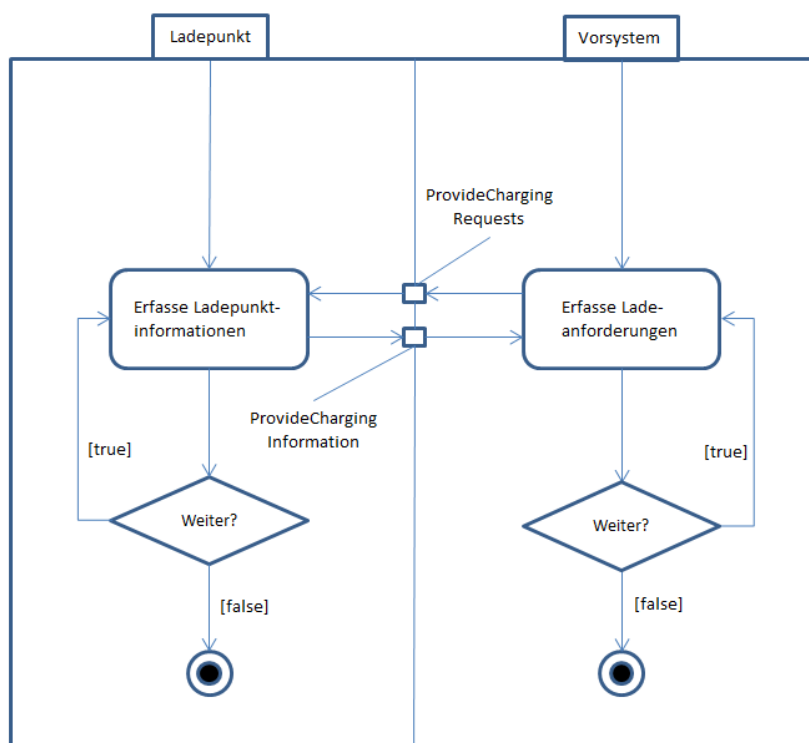 Ladepunkt
Vorsystem
ProvideCharging
Requests
Erfasse Ladepunkt-
informationen
Erfasse Lade-
anforderungen
ProvideCharging
Information
[true]
[true]
Weiter?
Weiter?
[false]
[false]